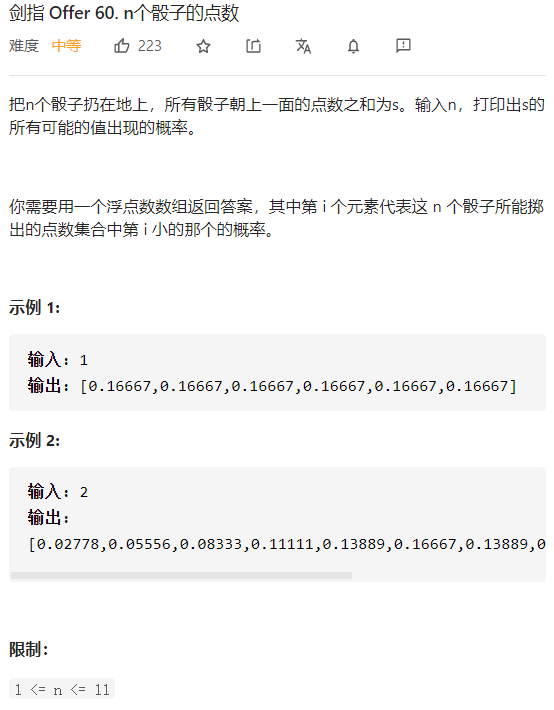 剑指 Offer 60. n个骰子的点数
难度 中等 223
把n个骰子扔在地上，所有骰子朝上一面的点数之和为s。输入n，打印出s的
所有可能的值出现的概率。
你需要用一个浮点数数组返回答案，其中第 i 个元素代表这 n 个骰子所能掷
出的点数集合中第 i 小的那个的概率。
示例 1:
输入: 1
输出: [0.16667,0.16667,0.16667,0.16667,0.16667,0.16667]
示例 2:
输入: 2
输出:
[0.02778,0.05556,0.08333,0.11111,0.13889,0.16667,0.13889,0
限制：
1 <= n <= 11